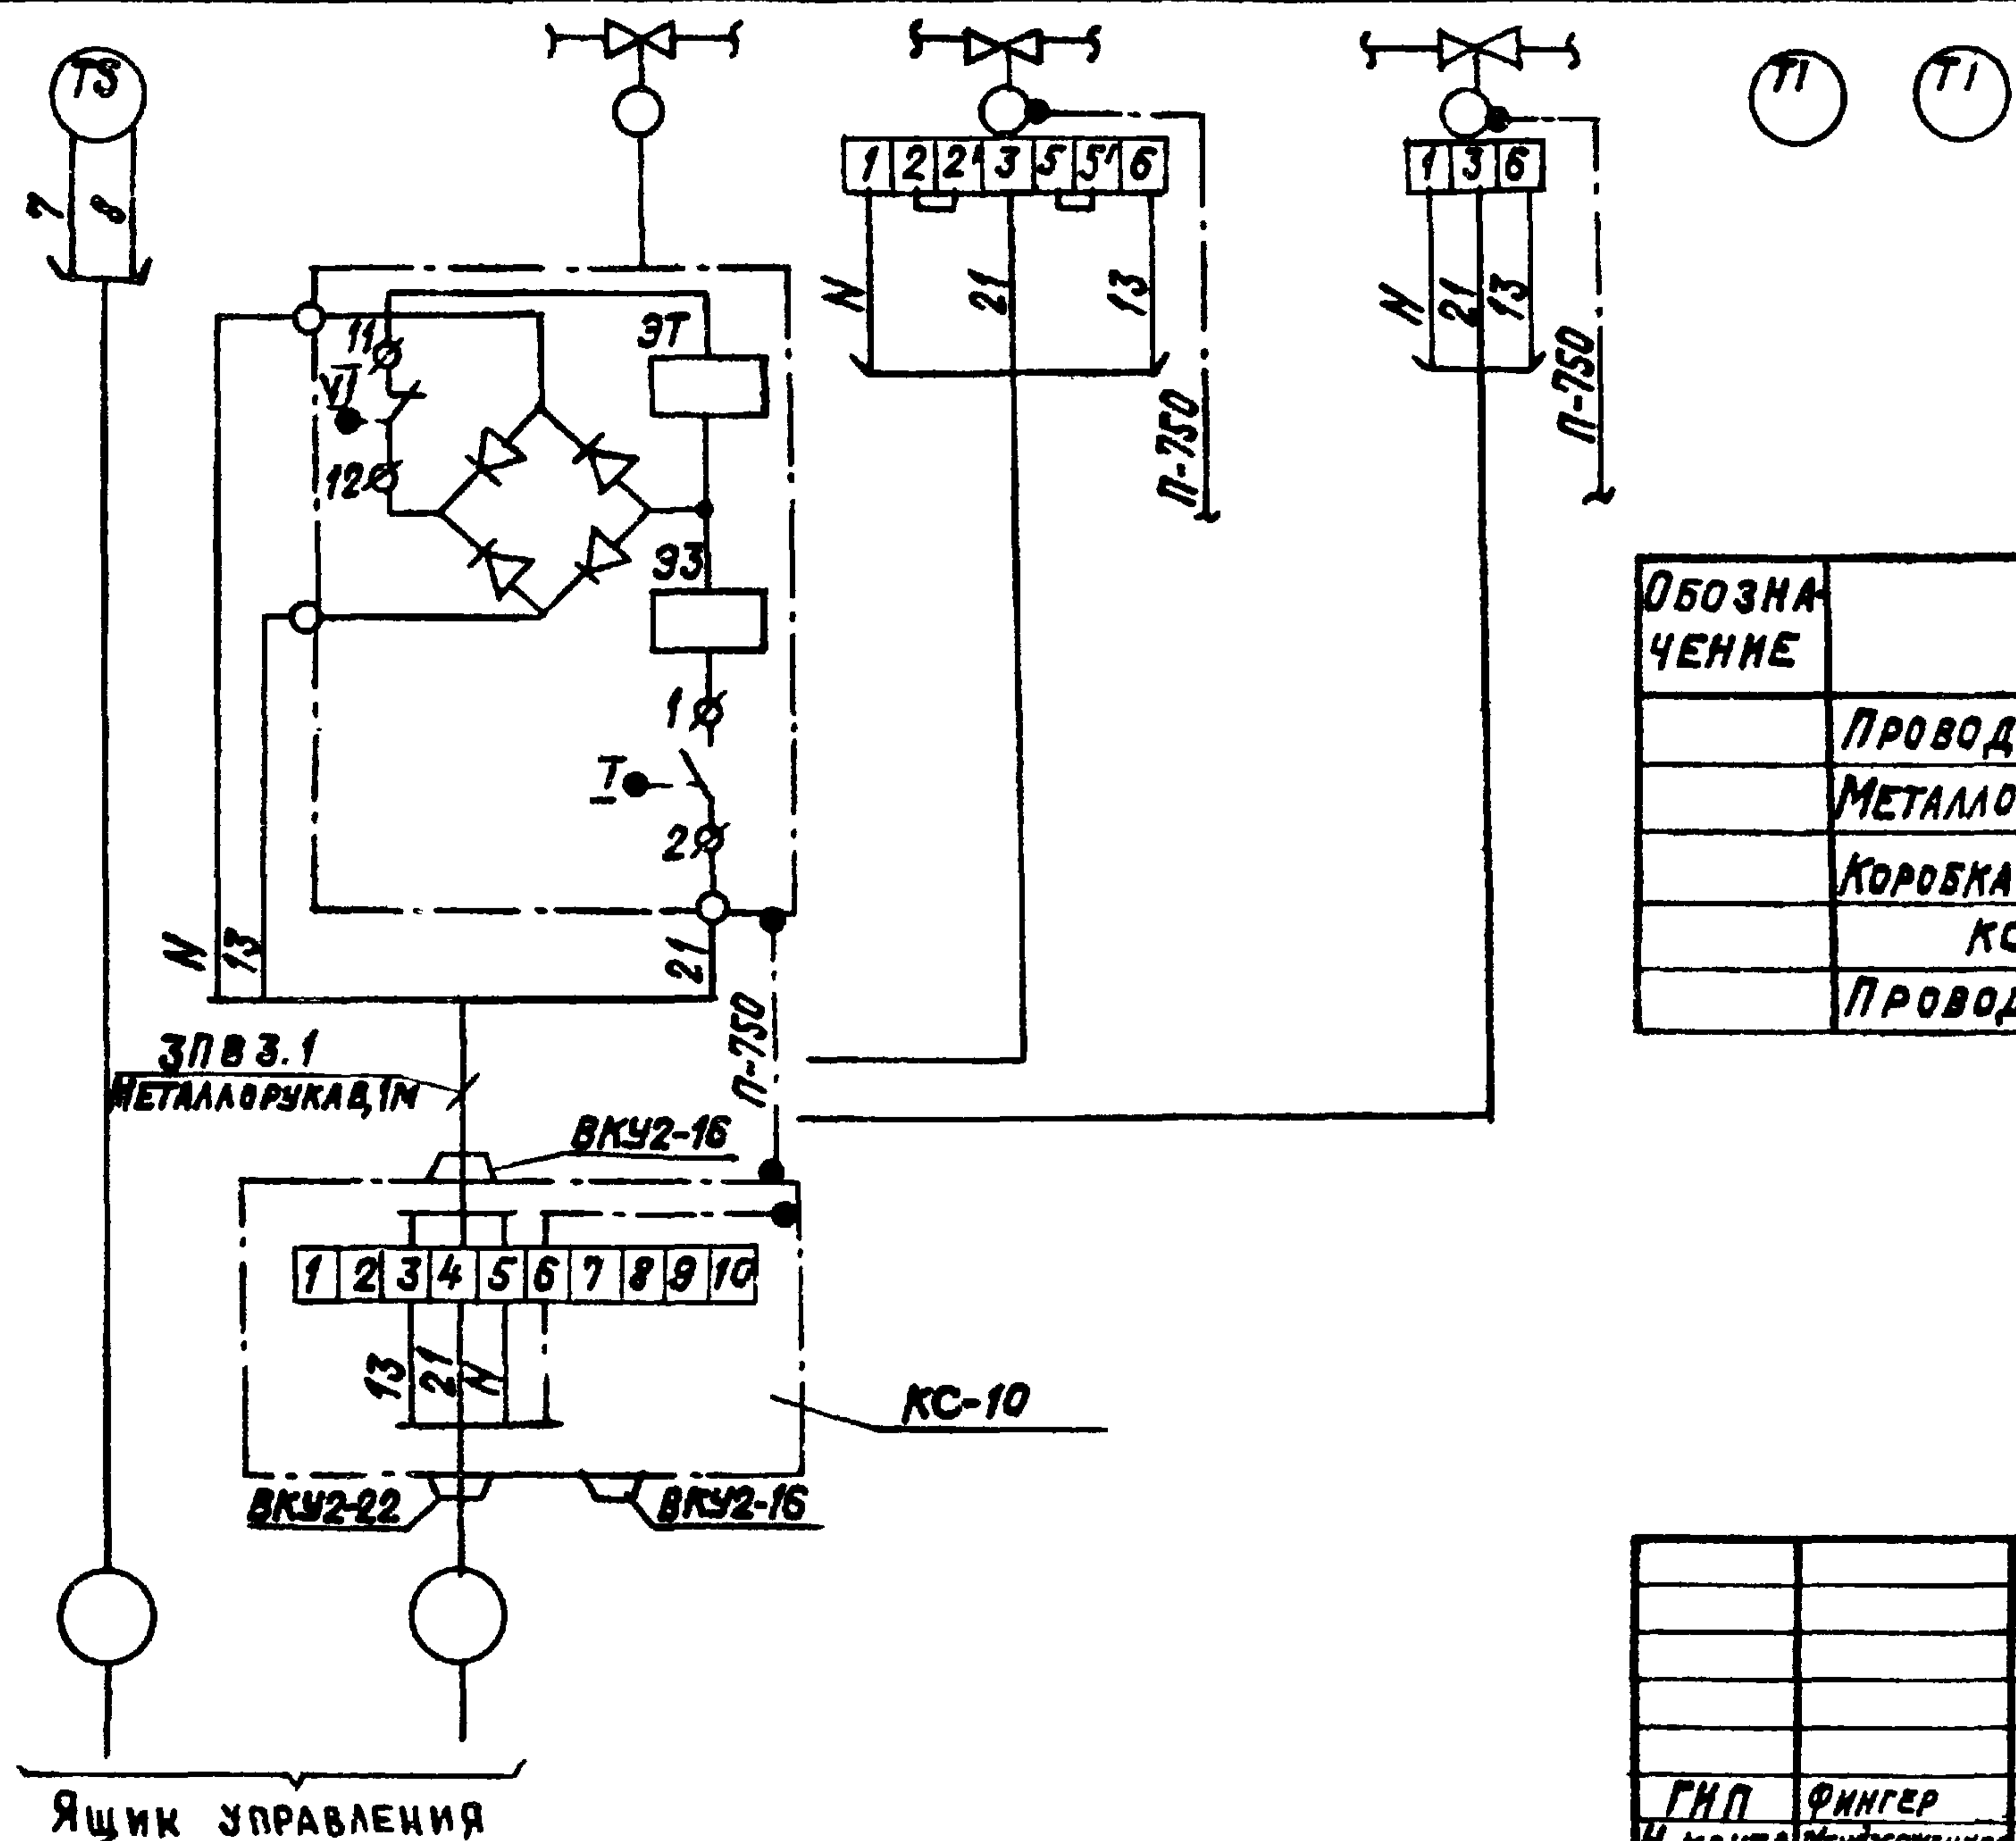 TS
TI
TI
7
8
1 2 2' 3 5 5' 6
1 3 6
N
21
13
N
21
13
П-750
П-750
11
VI
12
ЭТ
ЭЗ
1
I
2
N
13
21
П-750
3ПВ3.1
МЕТАЛЛОРУКАВ, 1М
ВКУ2-16
1 2 3 4 5 6 7 8 9 10
13
21
N
КС-10
ВКУ2-22
ВКУ2-16
ЯЩИК УПРАВЛЕНИЯ
ОБОЗНА-
ЧЕНИЕ
ПРОВОД
МЕТАЛЛО
КОРОБКА
КС
ПРОВОД
ГИП ФИНГЕР